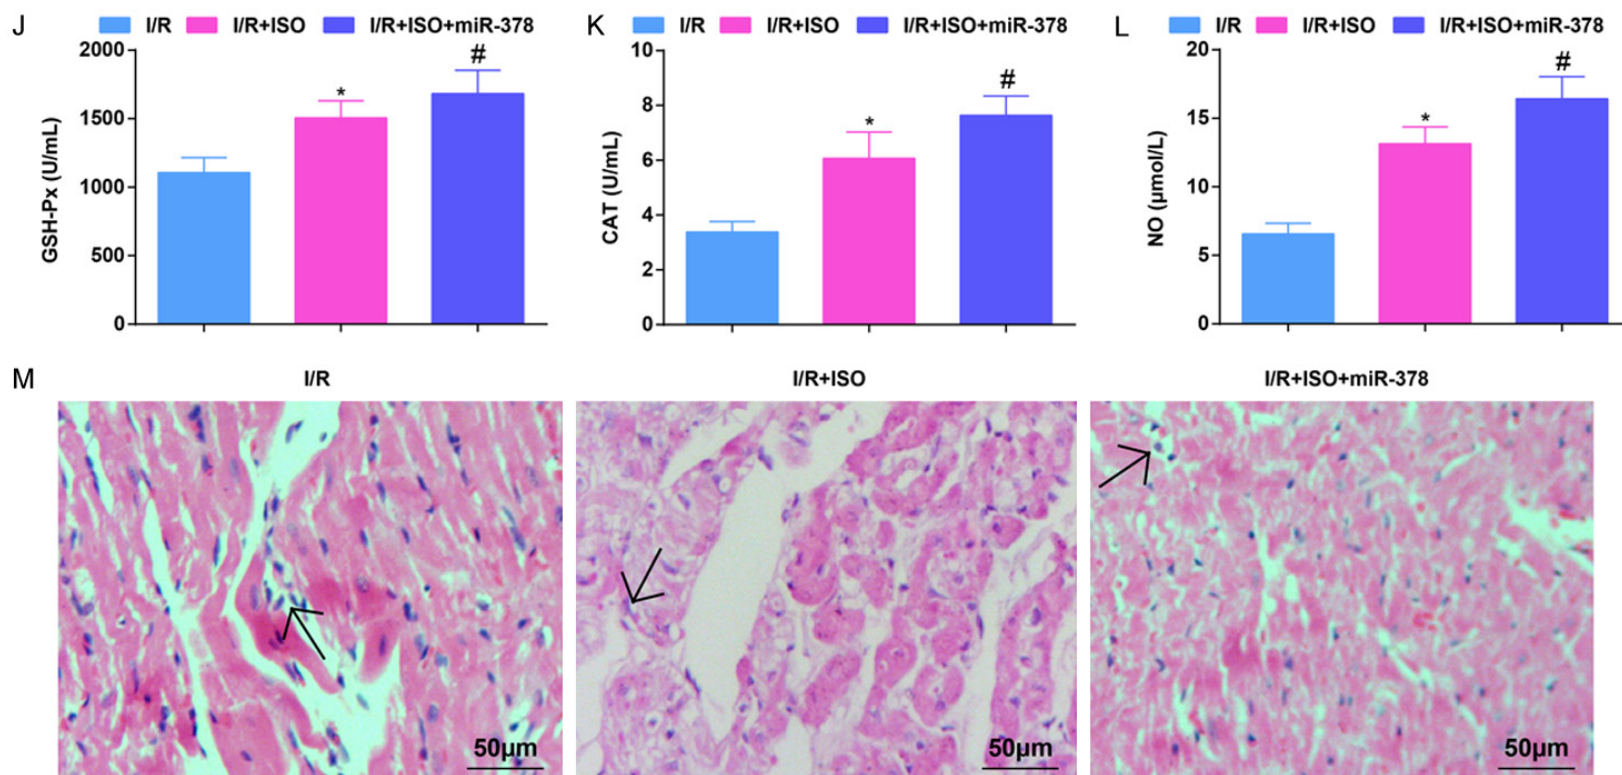 J
I/R I/R+ISO I/R+ISO+miR-378
GSH-Px (U/mL)
2000
1500
1000
500
0
*
#
K
I/R I/R+ISO I/R+ISO+miR-378
CAT (U/mL)
10
8
6
4
2
0
*
#
L
I/R I/R+ISO I/R+ISO+miR-378
NO (μmol/L)
20
15
10
5
0
*
#
M
I/R
I/R+ISO
I/R+ISO+miR-378
50μm
50μm
50μm